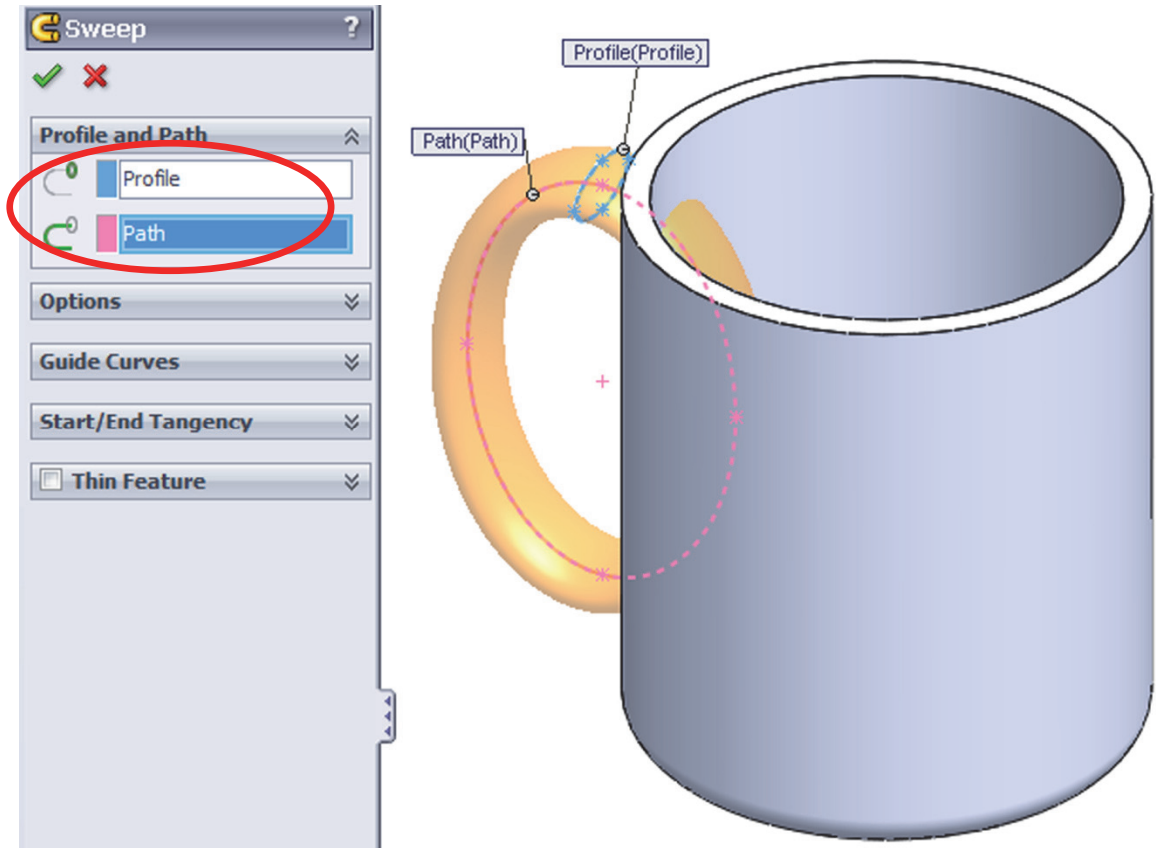 Sweep ?
Profile and Path
Profile
Path
Options
Guide Curves
Start/End Tangency
Thin Feature
Profile(Profile)
Path(Path)